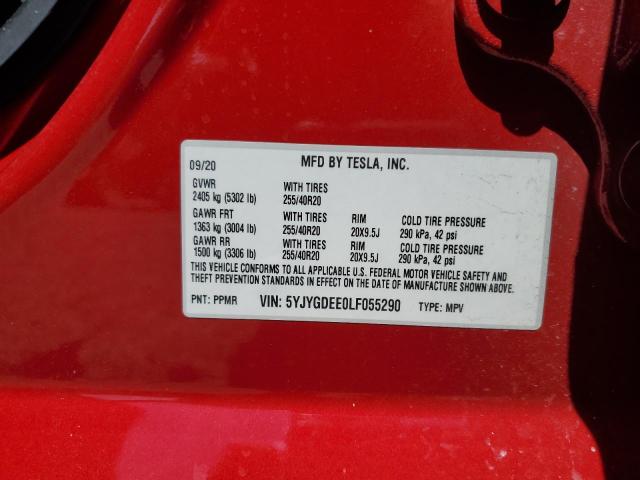 09/20 MFD BY TESLA, INC.
GVWR WITH TIRES
2405 kg (5302 lb) 255/40R20
GAWR FRT WITH TIRES RIM COLD TIRE PRESSURE
1363 kg (3004 lb) 255/40R20 20X9.5J 290 kPa, 42 psi
GAWR RR WITH TIRES RIM COLD TIRE PRESSURE
1500 kg (3306 lb) 255/40R20 20X9.5J 290 kPa, 42 psi
THIS VEHICLE CONFORMS TO ALL APPLICABLE U.S. FEDERAL MOTOR VEHICLE SAFETY AND
THEFT PREVENTION STANDARDS IN EFFECT ON THE DATE OF MANUFACTURE SHOWN ABOVE.
PNT: PPMR VIN: 5YJYGDEE0LF055290 TYPE: MPV